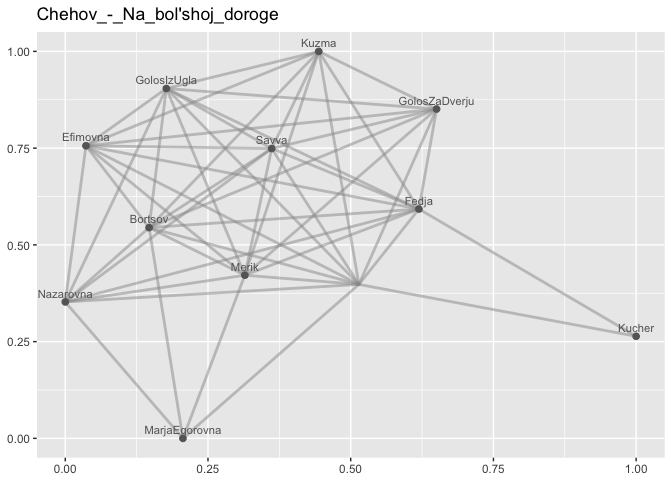 Chehov_-_Na_bol'shoj_doroge
Kuzma
1.00
GolosIzUgla
GolosZaDverju
Efimovna
Savva
0.75
Fedja
Bortsov
0.50
Merik
Nazarovna
Kucher
0.25
MarjaEgorovna
0.00
0.00 0.25 0.50 0.75 1.00